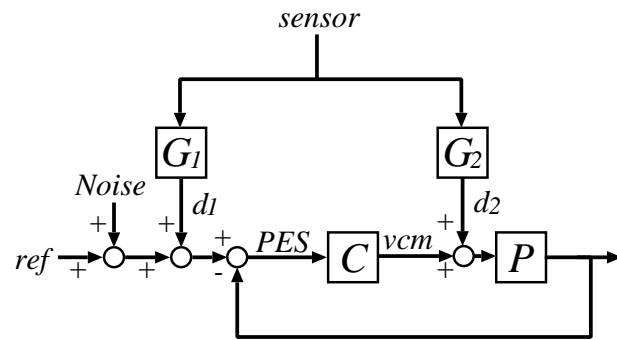 sensor
G1
G2
Noise
d1
d2
+
+
+
+
PES
vcm
ref
+
+
C
+
P
-